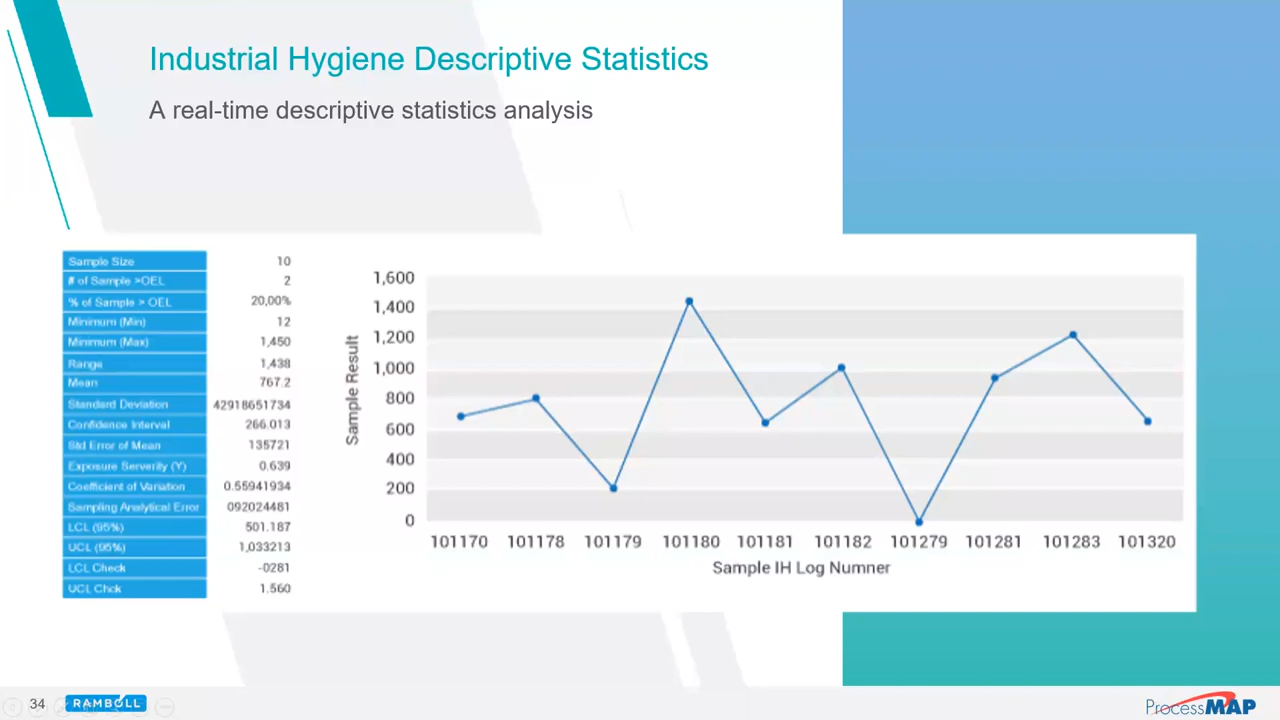 Industrial Hygiene Descriptive Statistics
A real-time descriptive statistics analysis
Sample Size 10
# of Sample >OEL 2
% of Sample > OEL 20,00%
Minimum (Min) 12
Minimum (Max) 1,450
Range 1,438
Mean 767.2
Standard Deviation 42918651734
Confidence Interval 266.013
Std Error of Mean 135721
Exposure Serverity (Y) 0.639
Coefficient of Variation 0.55941934
Sampling Analytical Error 092024481
LCL (95%) 501.187
UCL (95%) 1,033213
LCL Check -0281
UCL Chck 1.560
Sample Result
1,600
1,400
1,200
1,000
800
600
400
200
0
101170 101178 101179 101180 101181 101182 101279 101281 101283 101320
Sample IH Log Numner
34 RAMBOLL
ProcessMAP